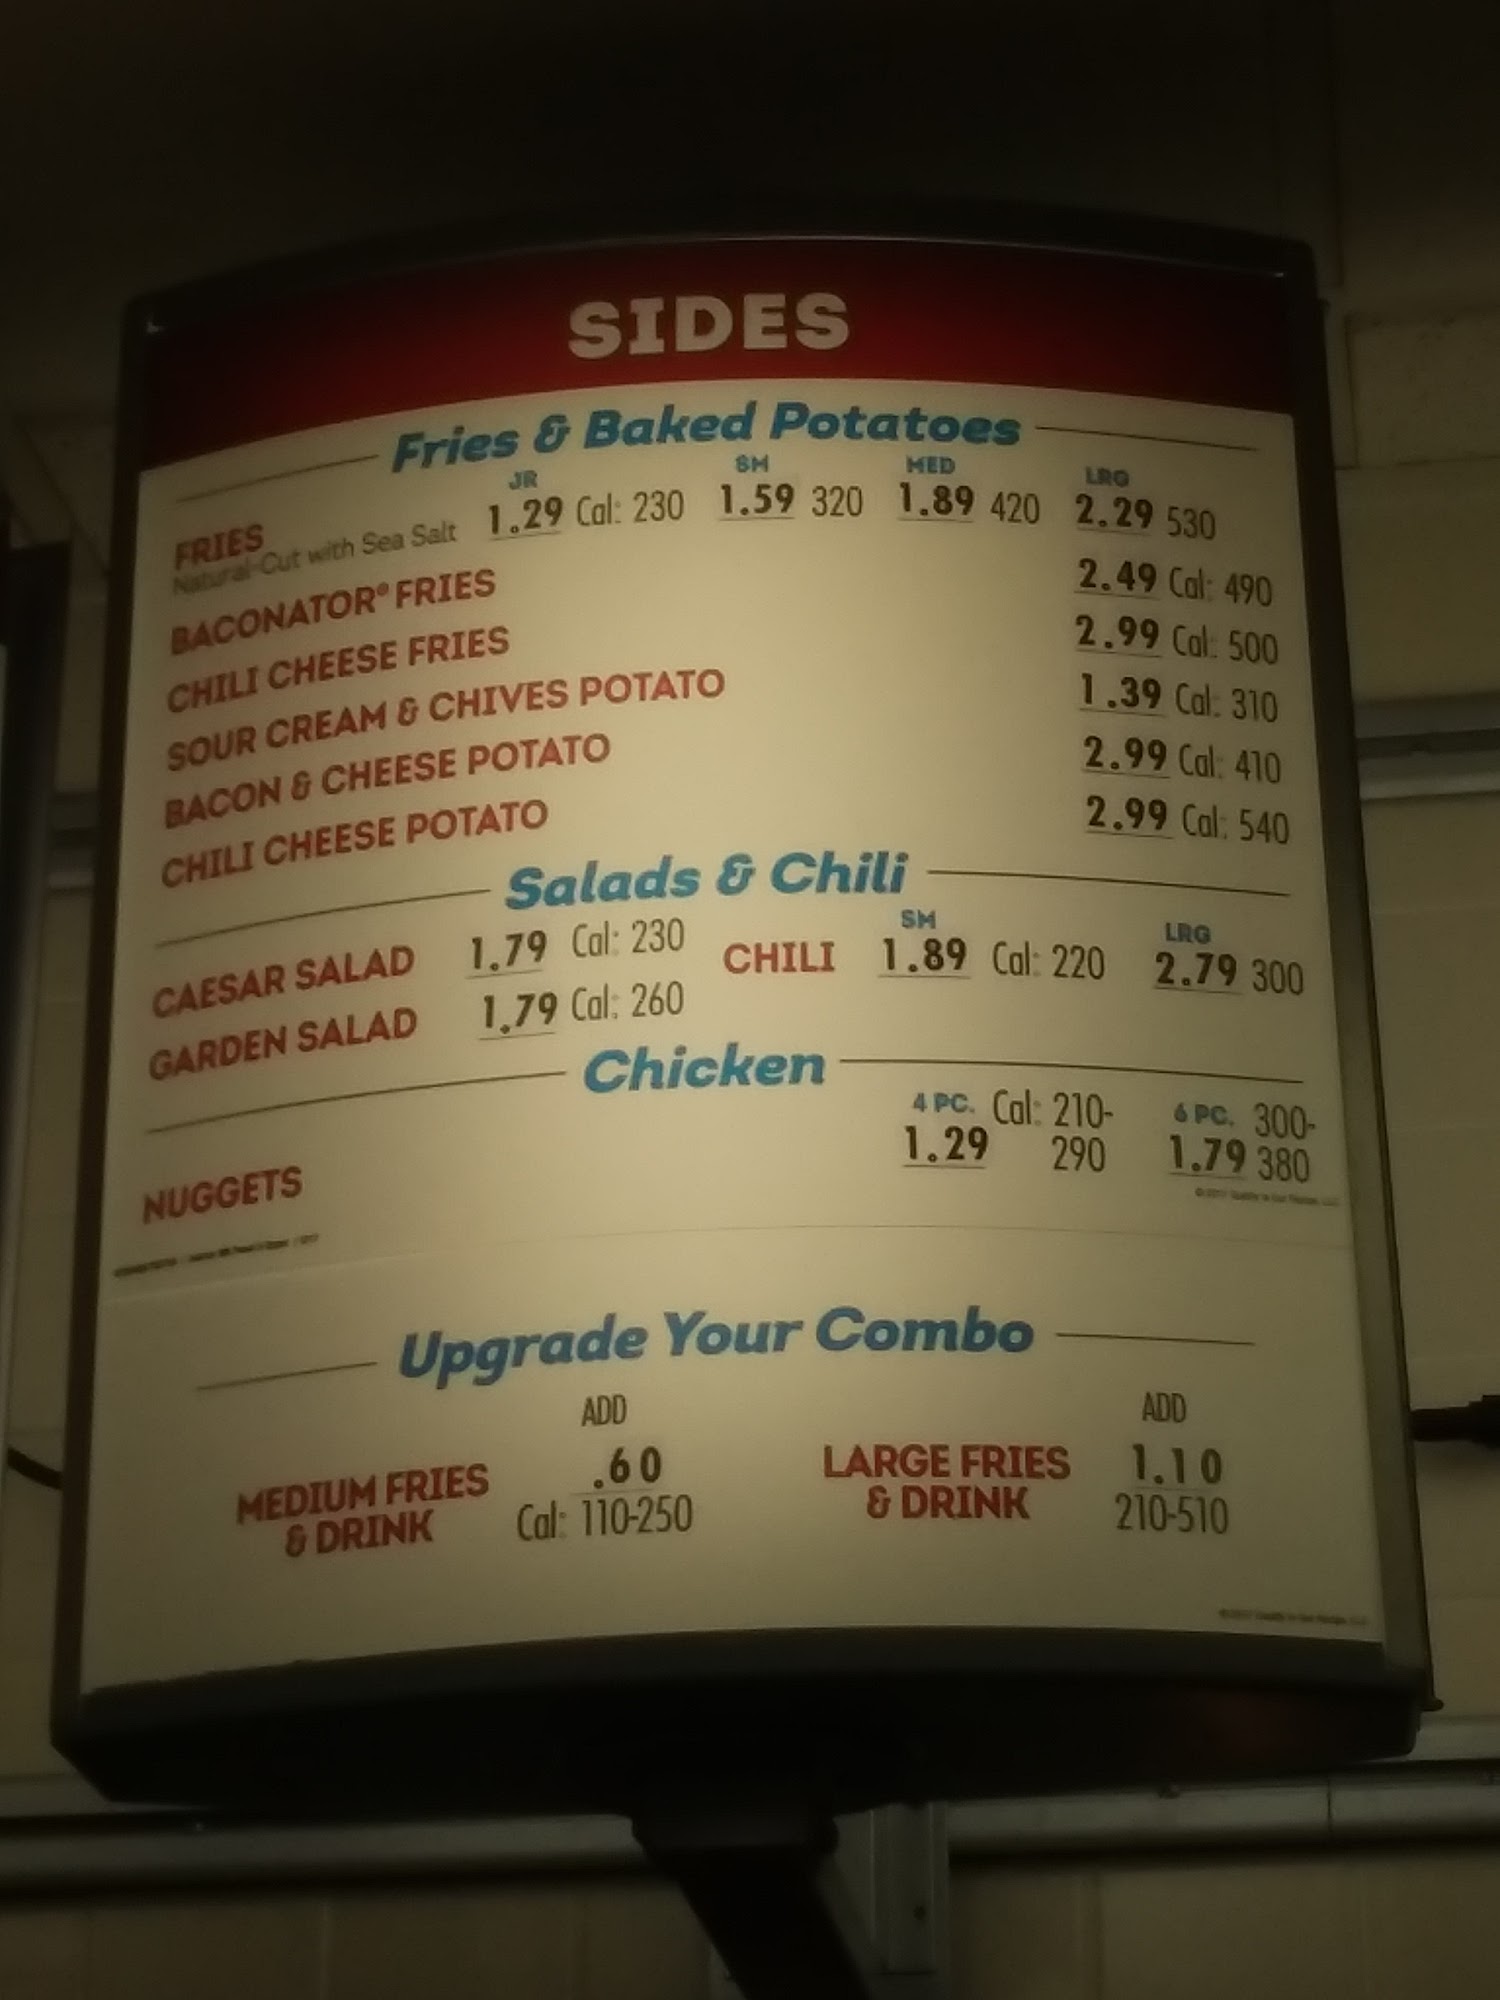 SIDES
Fries & Baked Potatoes
JR SM MED LRG
FRIES 1.29 Cal: 230 1.59 320 1.89 420 2.29 530
Natural-Cut with Sea Salt
BACONATOR® FRIES 2.49 Cal: 490
CHILI CHEESE FRIES 2.99 Cal: 500
SOUR CREAM & CHIVES POTATO 1.39 Cal: 310
BACON & CHEESE POTATO 2.99 Cal: 410
CHILI CHEESE POTATO 2.99 Cal: 540
Salads & Chili
SM LRG
CAESAR SALAD 1.79 Cal: 230 CHILI 1.89 Cal: 220 2.79 300
GARDEN SALAD 1.79 Cal: 260
Chicken
4 PC. Cal: 210- 6 PC. 300-
NUGGETS 1.29 290 1.79 380
Upgrade Your Combo
ADD ADD
MEDIUM FRIES .60 LARGE FRIES 1.10
& DRINK Cal: 110-250 & DRINK 210-510